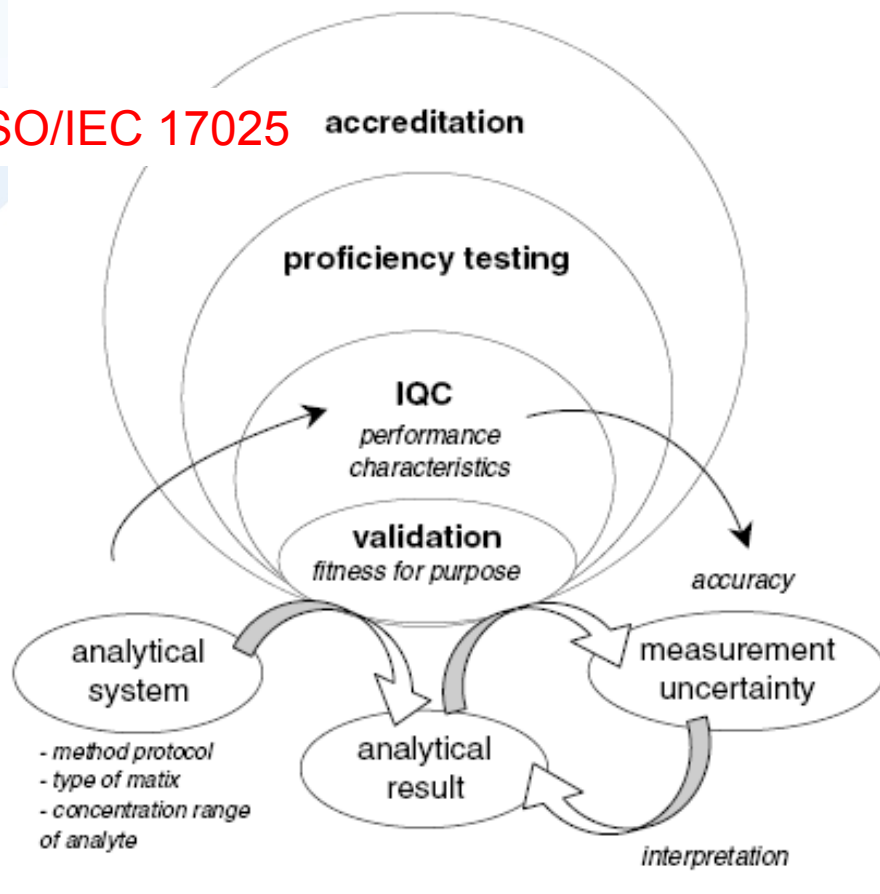 SO/IEC 17025
accreditation
proficiency testing
IQC
performance
characteristics
validation
fitness for purpose
accuracy
analytical
system
measurement
uncertainty
- method protocol
- type of matix
- concentration range
of analyte
analytical
result
interpretation